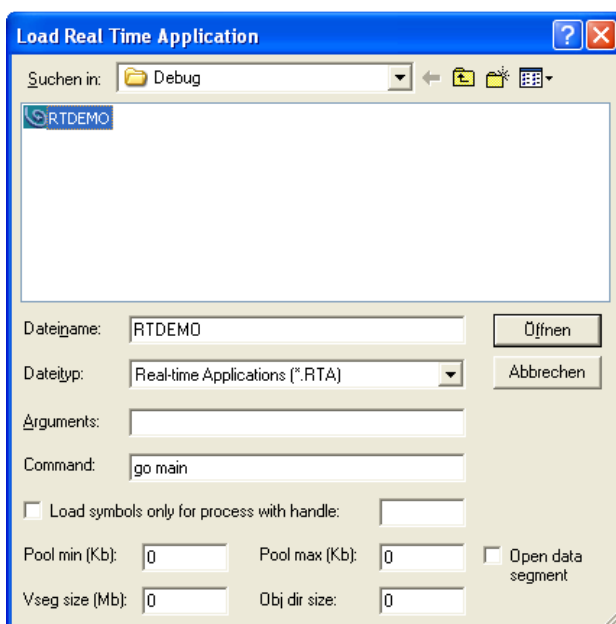 Load Real Time Application
Suchen in: Debug
RTDEMO
Dateiname: RTDEMO Öffnen
Dateityp: Real-time Applications (*.RTA) Abbrechen
Arguments:
Command: go main
Load symbols only for process with handle:
Pool min (Kb): 0 Pool max (Kb): 0 Open data
segment
Vseg size (Mb): 0 Obj dir size: 0